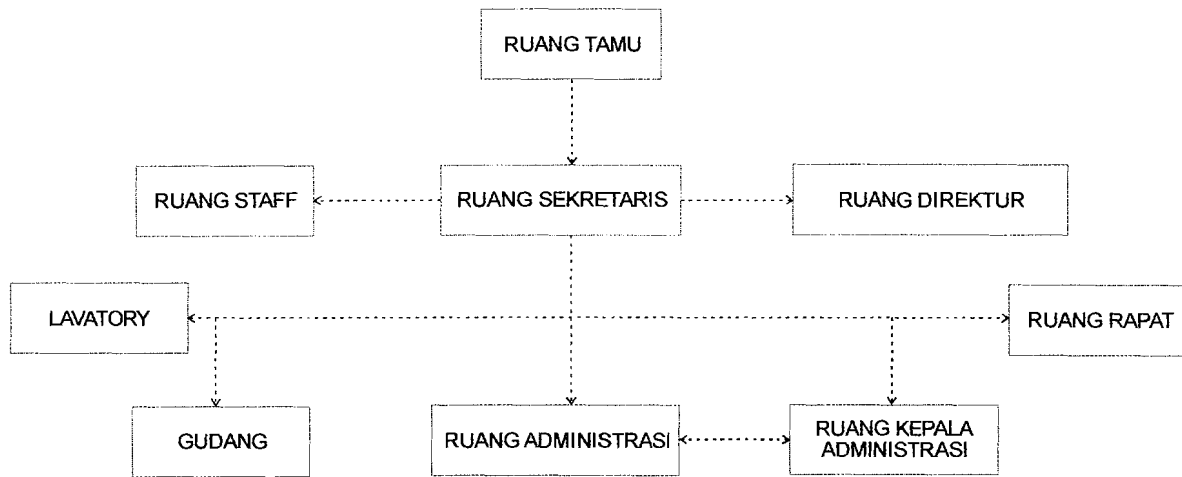 RUANG TAMU
RUANG STAFF
RUANG SEKRETARIS
RUANG DIREKTUR
LAVATORY
RUANG RAPAT
GUDANG
RUANG ADMINISTRASI
RUANG KEPALA
ADMINISTRASI